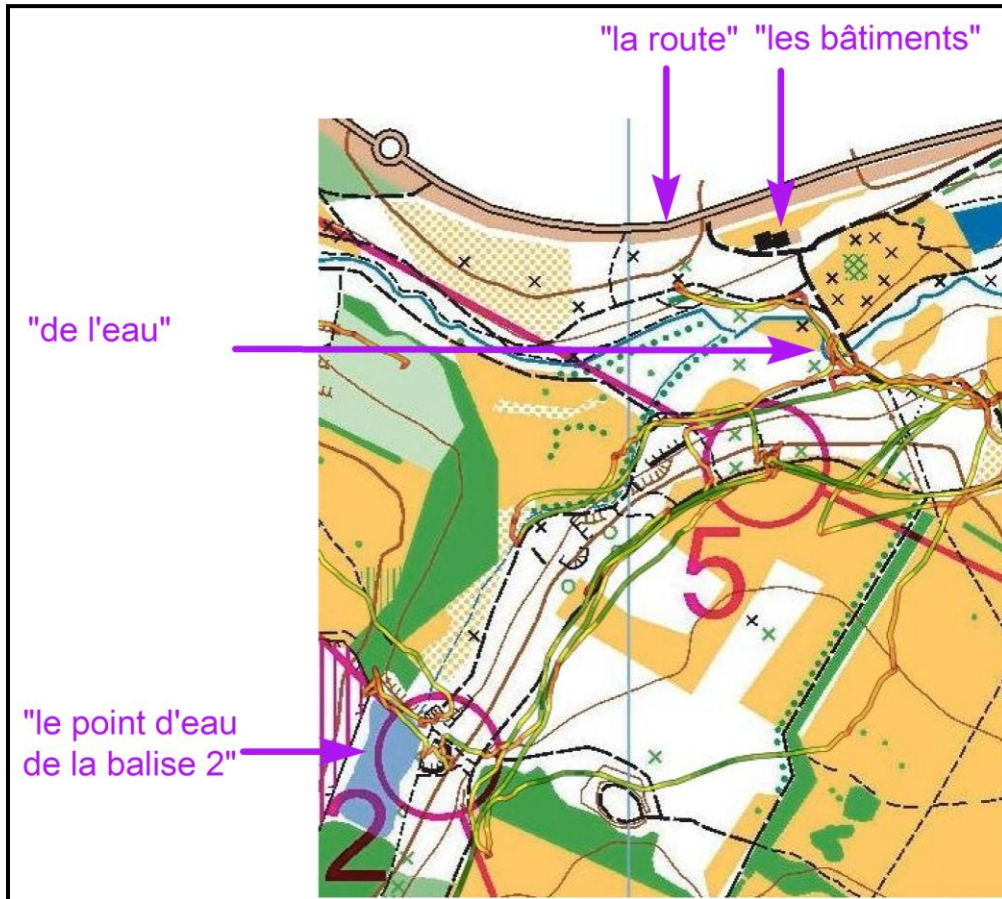 "la route" "les bâtiments"
"de l'eau"
5
"le point d'eau
de la balise 2"
2